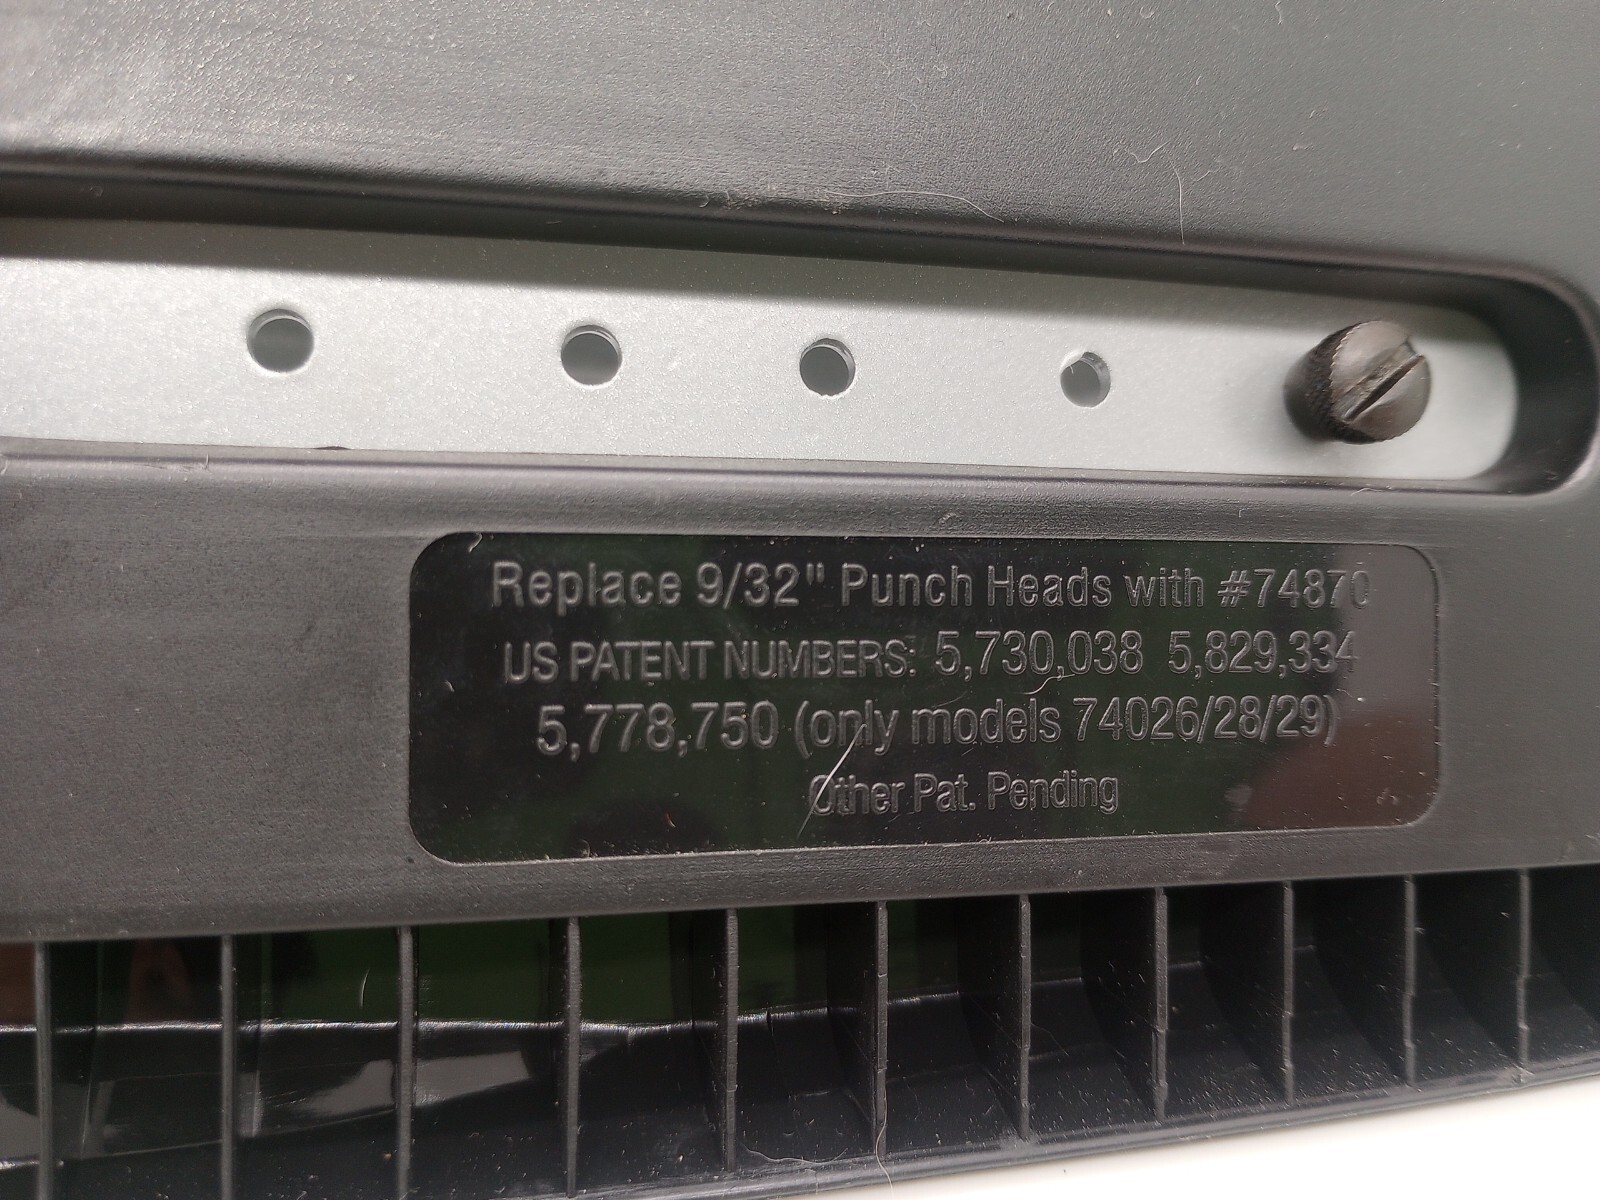 Replace 9/32" Punch Heads with #74870
US PATENT NUMBERS: 5,730,038 5,829,334
5,778,750 (only models 74026/28/29)
Other Pat. Pending